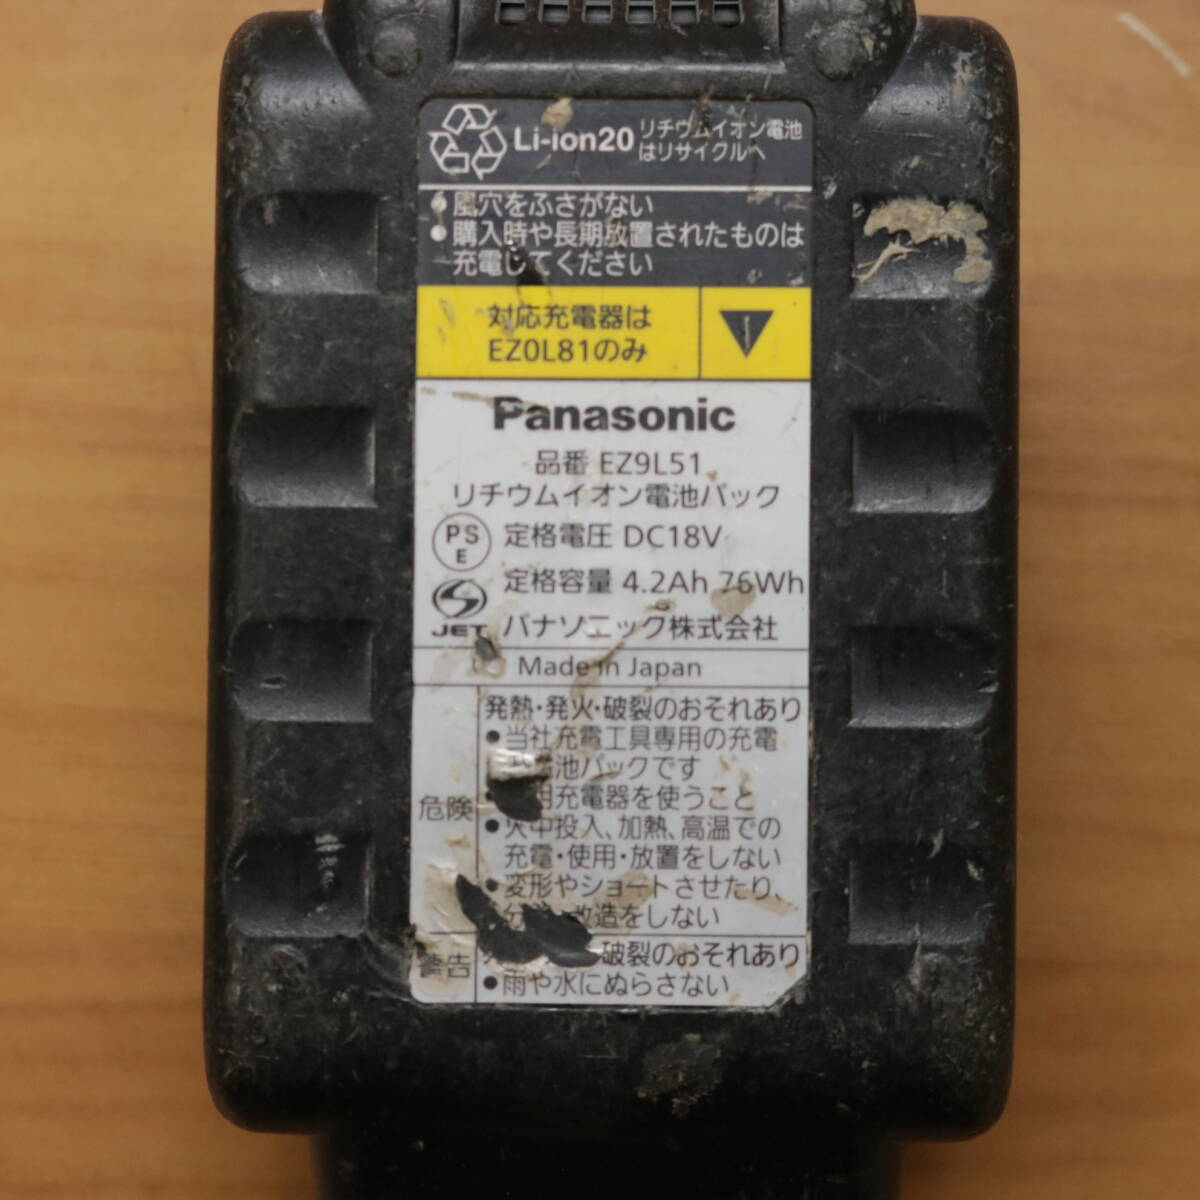 Li-ion20 リチウムイオン電池
はリサイクルへ
●風穴をふさがない
●購入時や長期放置されたものは
充電してください
対応充電器は
EZ0L81のみ
Panasonic
品番 EZ9L51
リチウムイオン電池パック
PS
E
定格電圧 DC18V
定格容量 4.2Ah 76Wh
JET
パナソニック株式会社
Made in Japan
危険
発熱・発火・破裂のおそれあり
●当社充電工具専用の充電
池パックです
用充電器を使うこと
●火中投入、加熱、高温での
充電・使用・放置をしない
●変形やショートさせたり、
改造をしない
警告
破裂のおそれあり
●雨や水にぬらさない